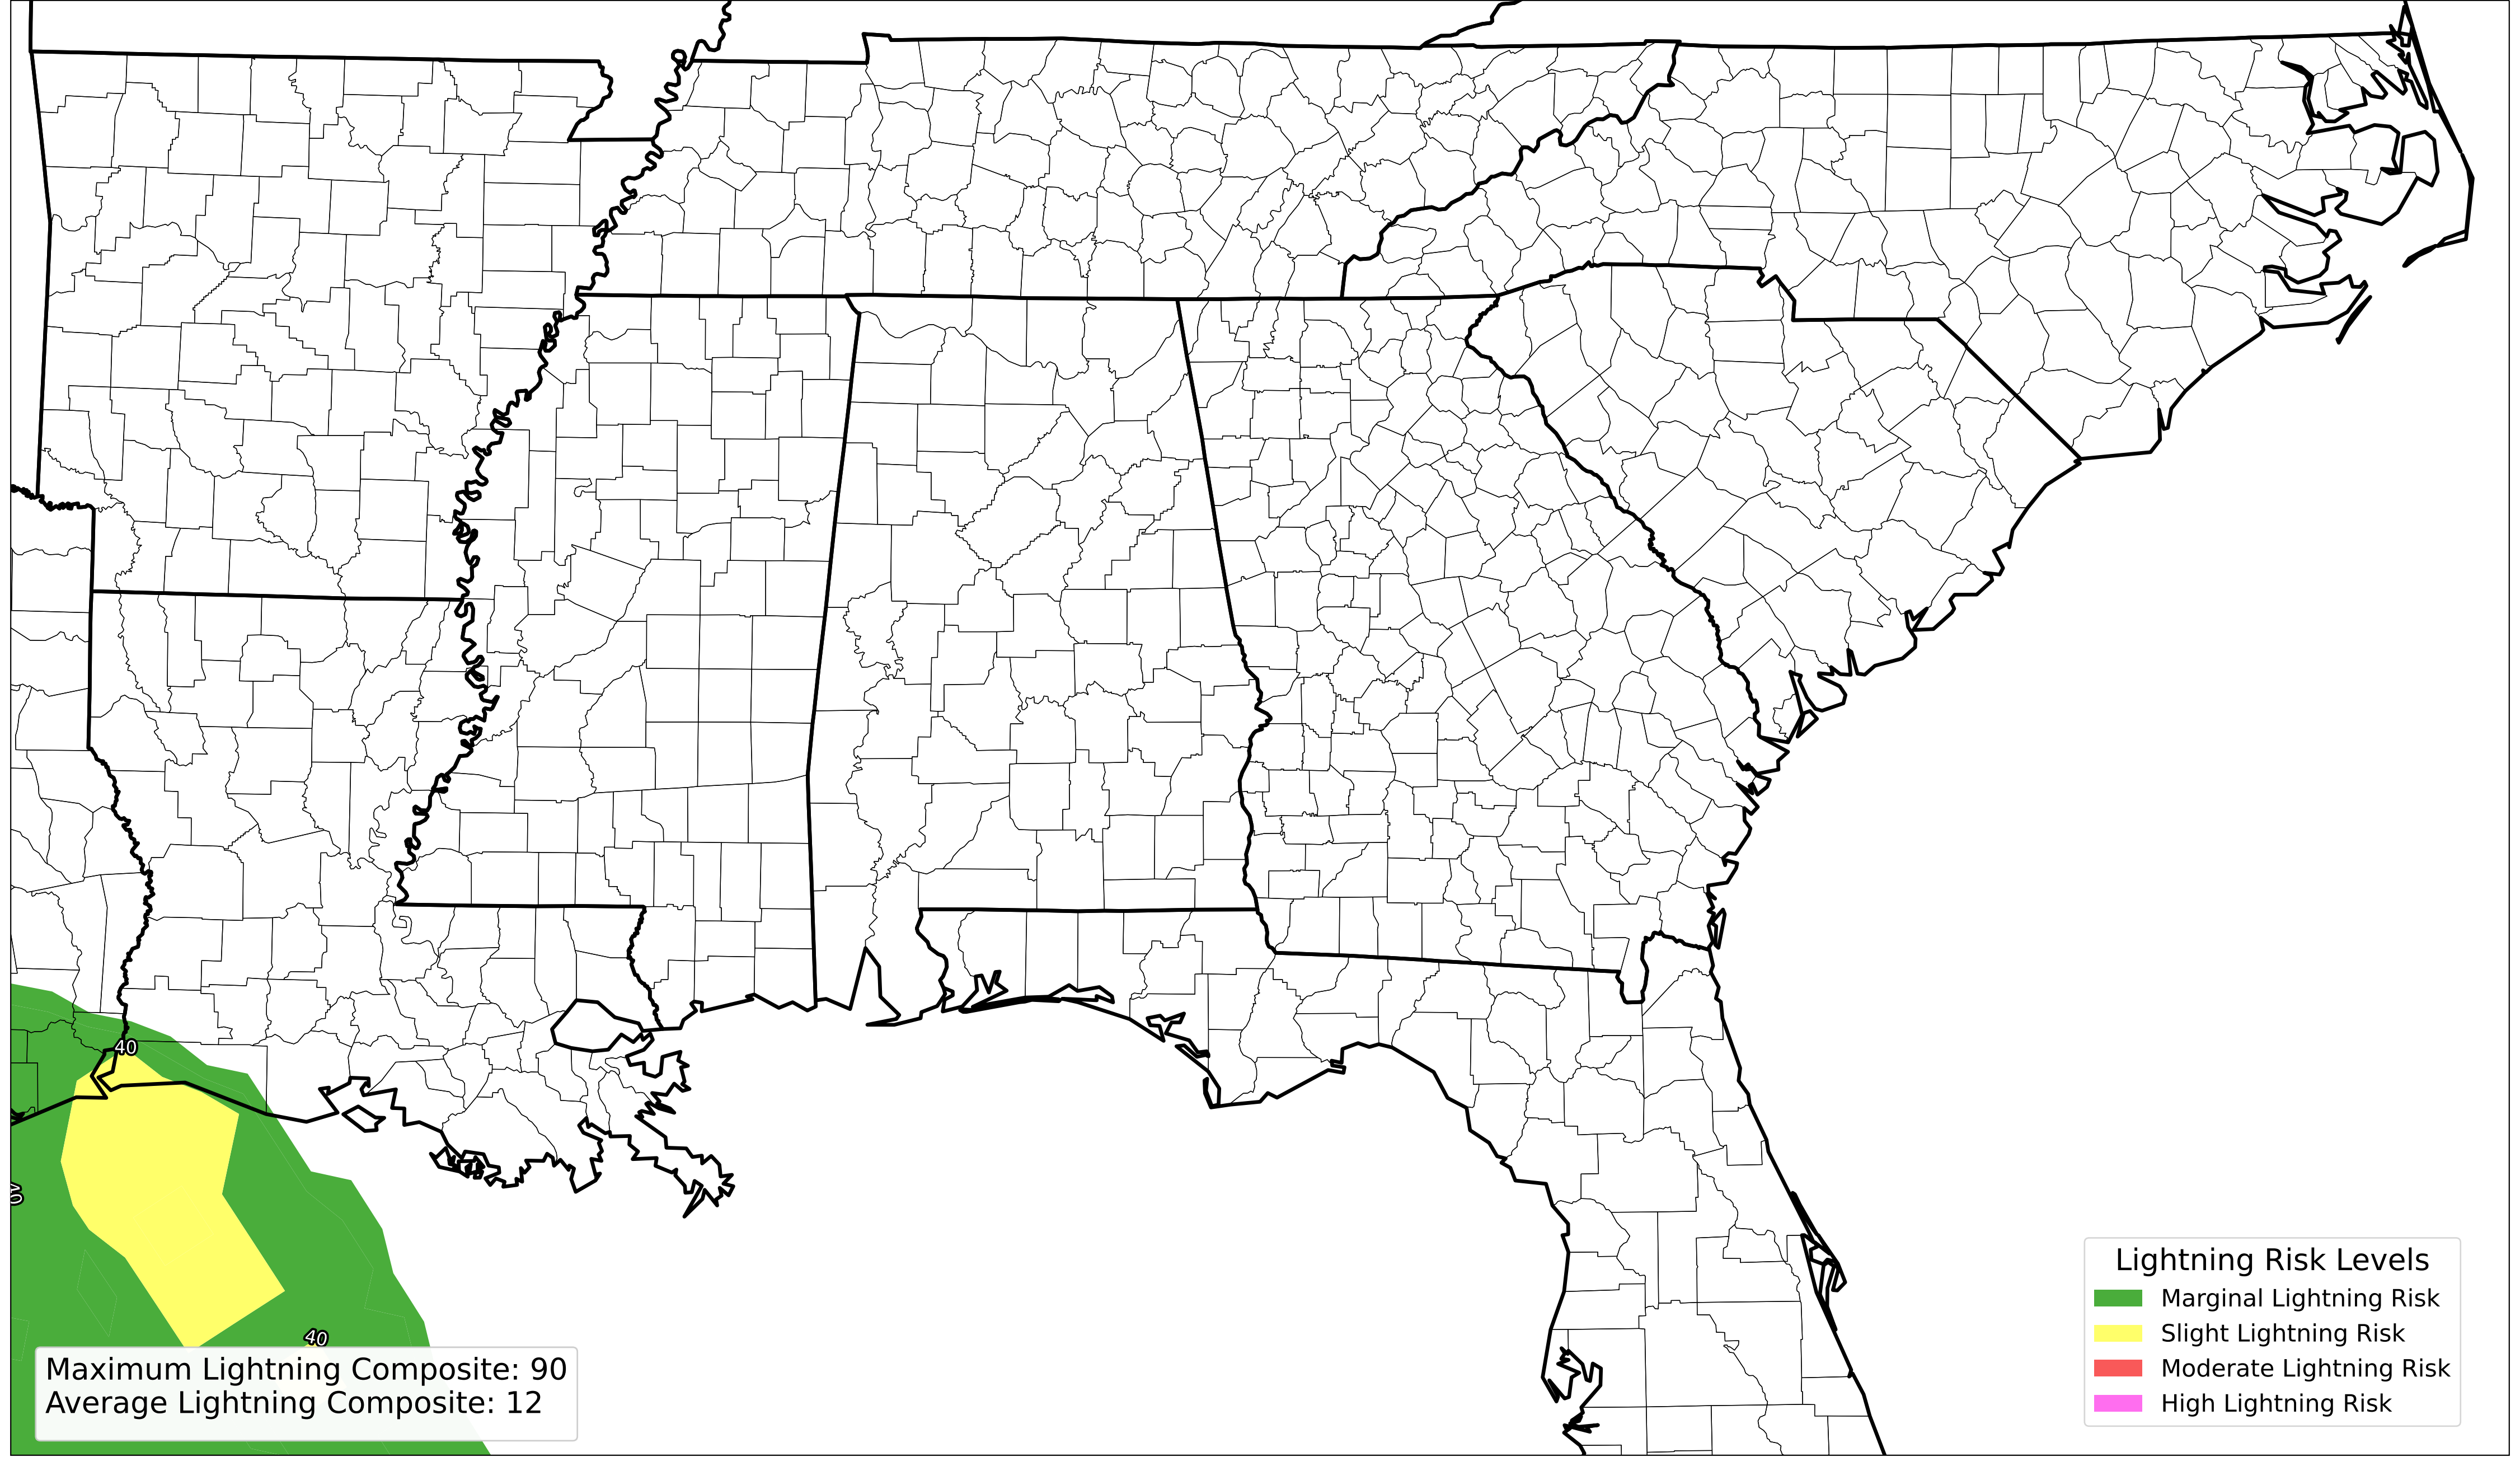 40
40
Maximum Lightning Composite: 90
Average Lightning Composite: 12
Lightning Risk Levels
Marginal Lightning Risk
Slight Lightning Risk
Moderate Lightning Risk
High Lightning Risk